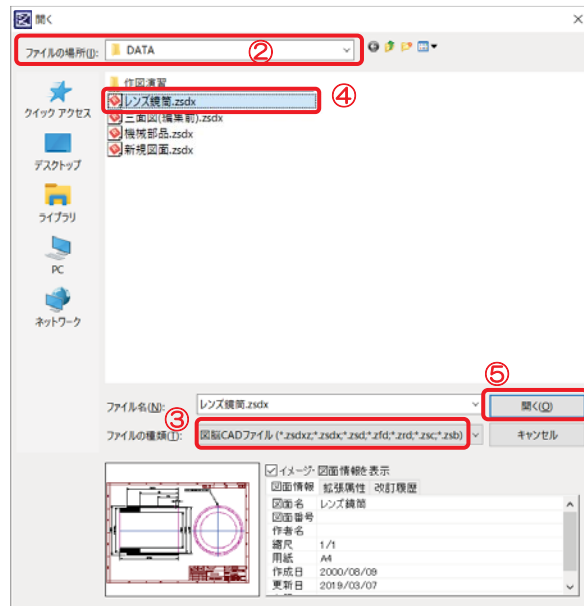 開く
ファイルの場所(I): DATA ②
作図演習
レンズ鏡筒.zsdx ④
三面図(編集前).zsdx
機械部品.zsdx
新規図面.zsdx
クイック アクセス
デスクトップ
ライブラリ
PC
ネットワーク
⑤
ファイル名(N): レンズ鏡筒.zsdx 開く(O)
③
ファイルの種類(T): 図脳CADファイル (*.zsdxz;*.zsdx;*.zsd;*.zfd;*.zrd;*.zsc;*.zsb) キャンセル
イメージ・図面情報を表示
図面情報 拡張属性 改訂履歴
図面名 レンズ鏡筒
図面番号
作者名
縮尺 1/1
用紙 A4
作成日 2000/08/09
更新日 2019/03/07